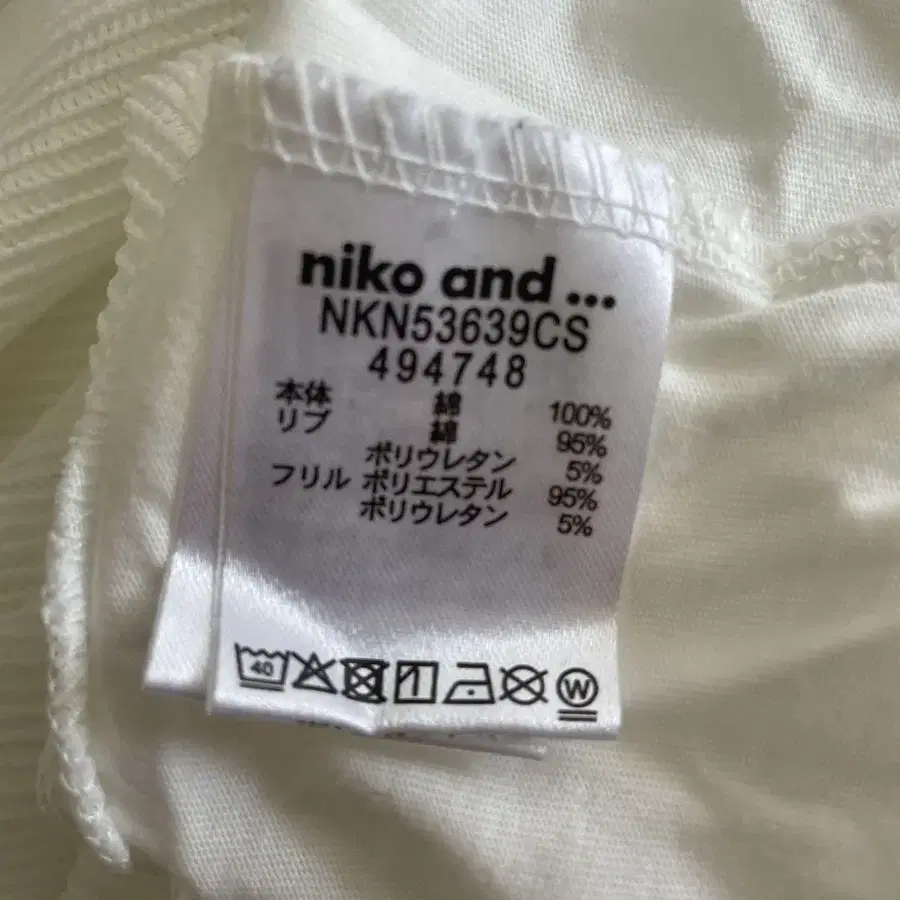 niko and ...
NKN53639CS
494748
本体 綿 100%
リブ 綿 95%
ポリウレタン 5%
フリル ポリエステル 95%
ポリウレタン 5%
40 W